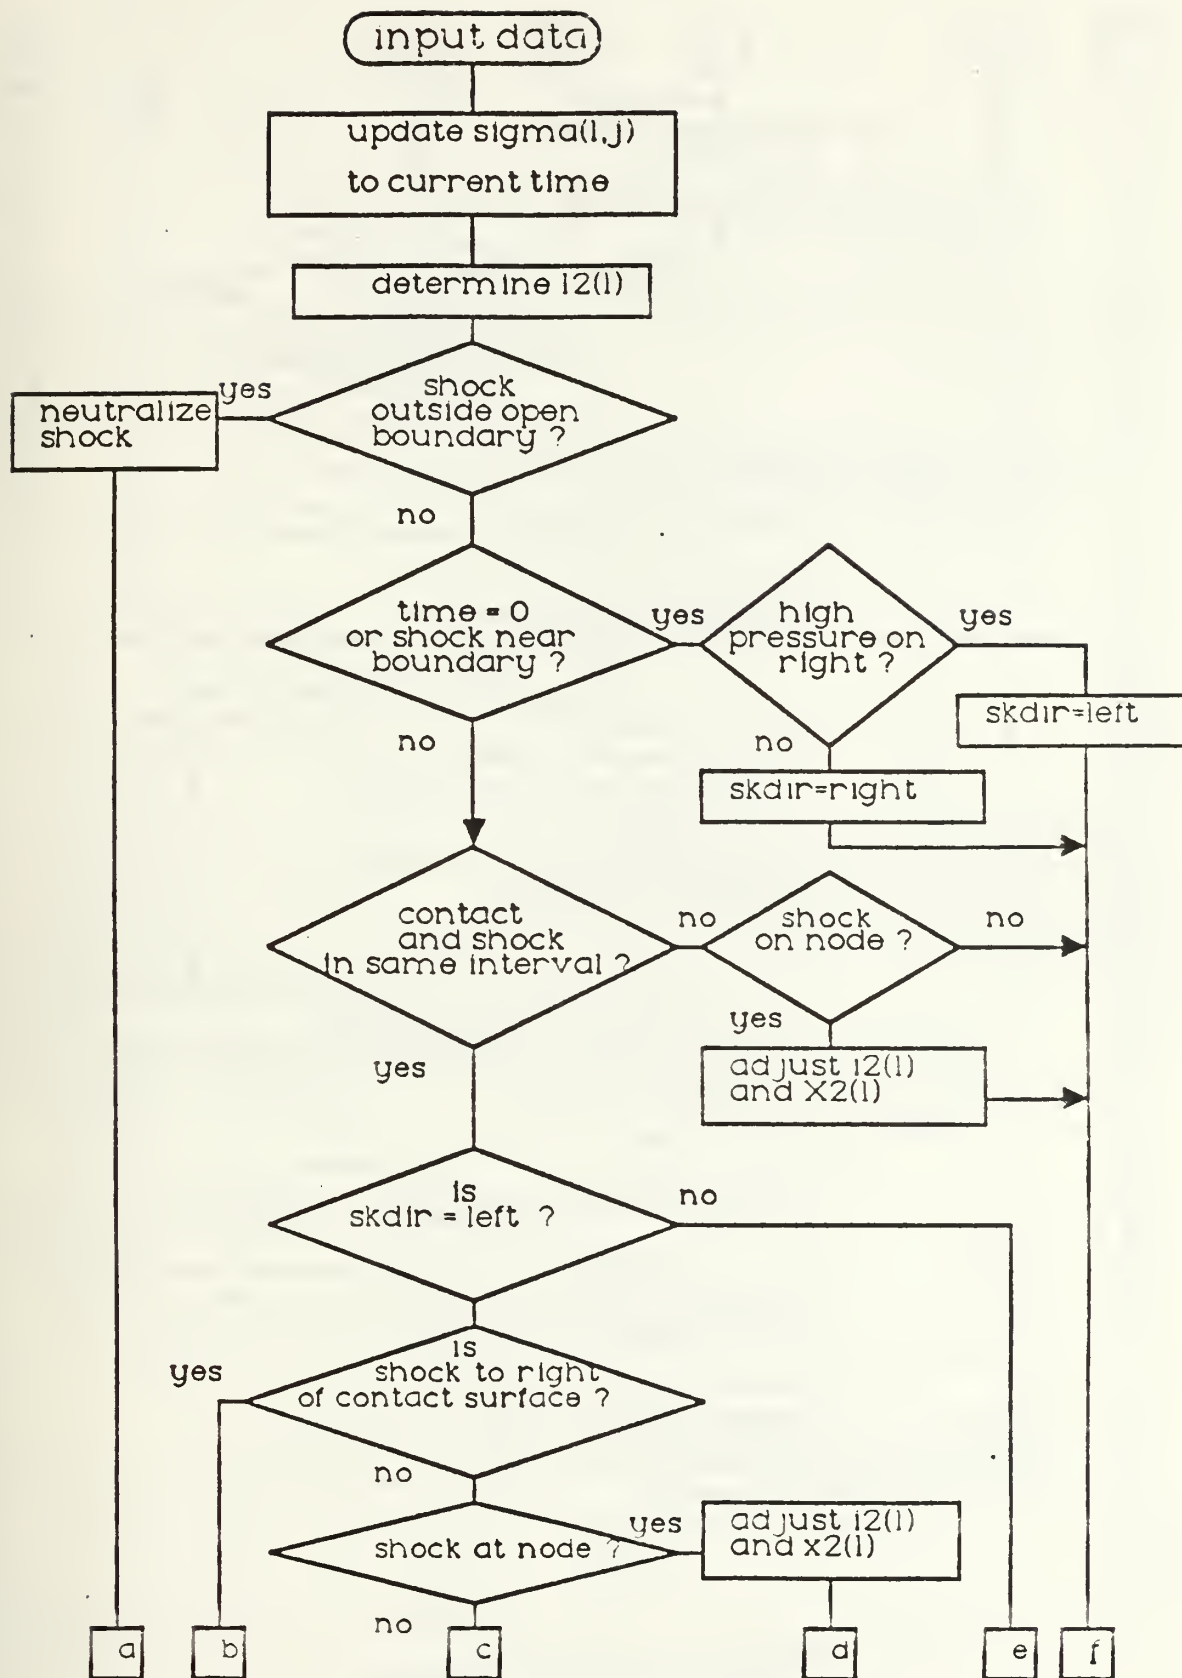 input data
update sigma(i,j)
to current time
determine i2(i)
shock
outside open
boundary ?
yes
neutralize
shock
no
time = 0
or shock near
boundary ?
yes
high
pressure on
right ?
yes
skdir=left
no
no
skdir=right
contact
and shock
in same interval ?
no
shock
on node ?
no
yes
yes
adjust i2(i)
and X2(i)
is
skdir = left ?
no
is
shock to right
of contact surface ?
yes
no
shock at node ?
yes
adjust i2(i)
and x2(i)
no
a
b
c
d
e
f